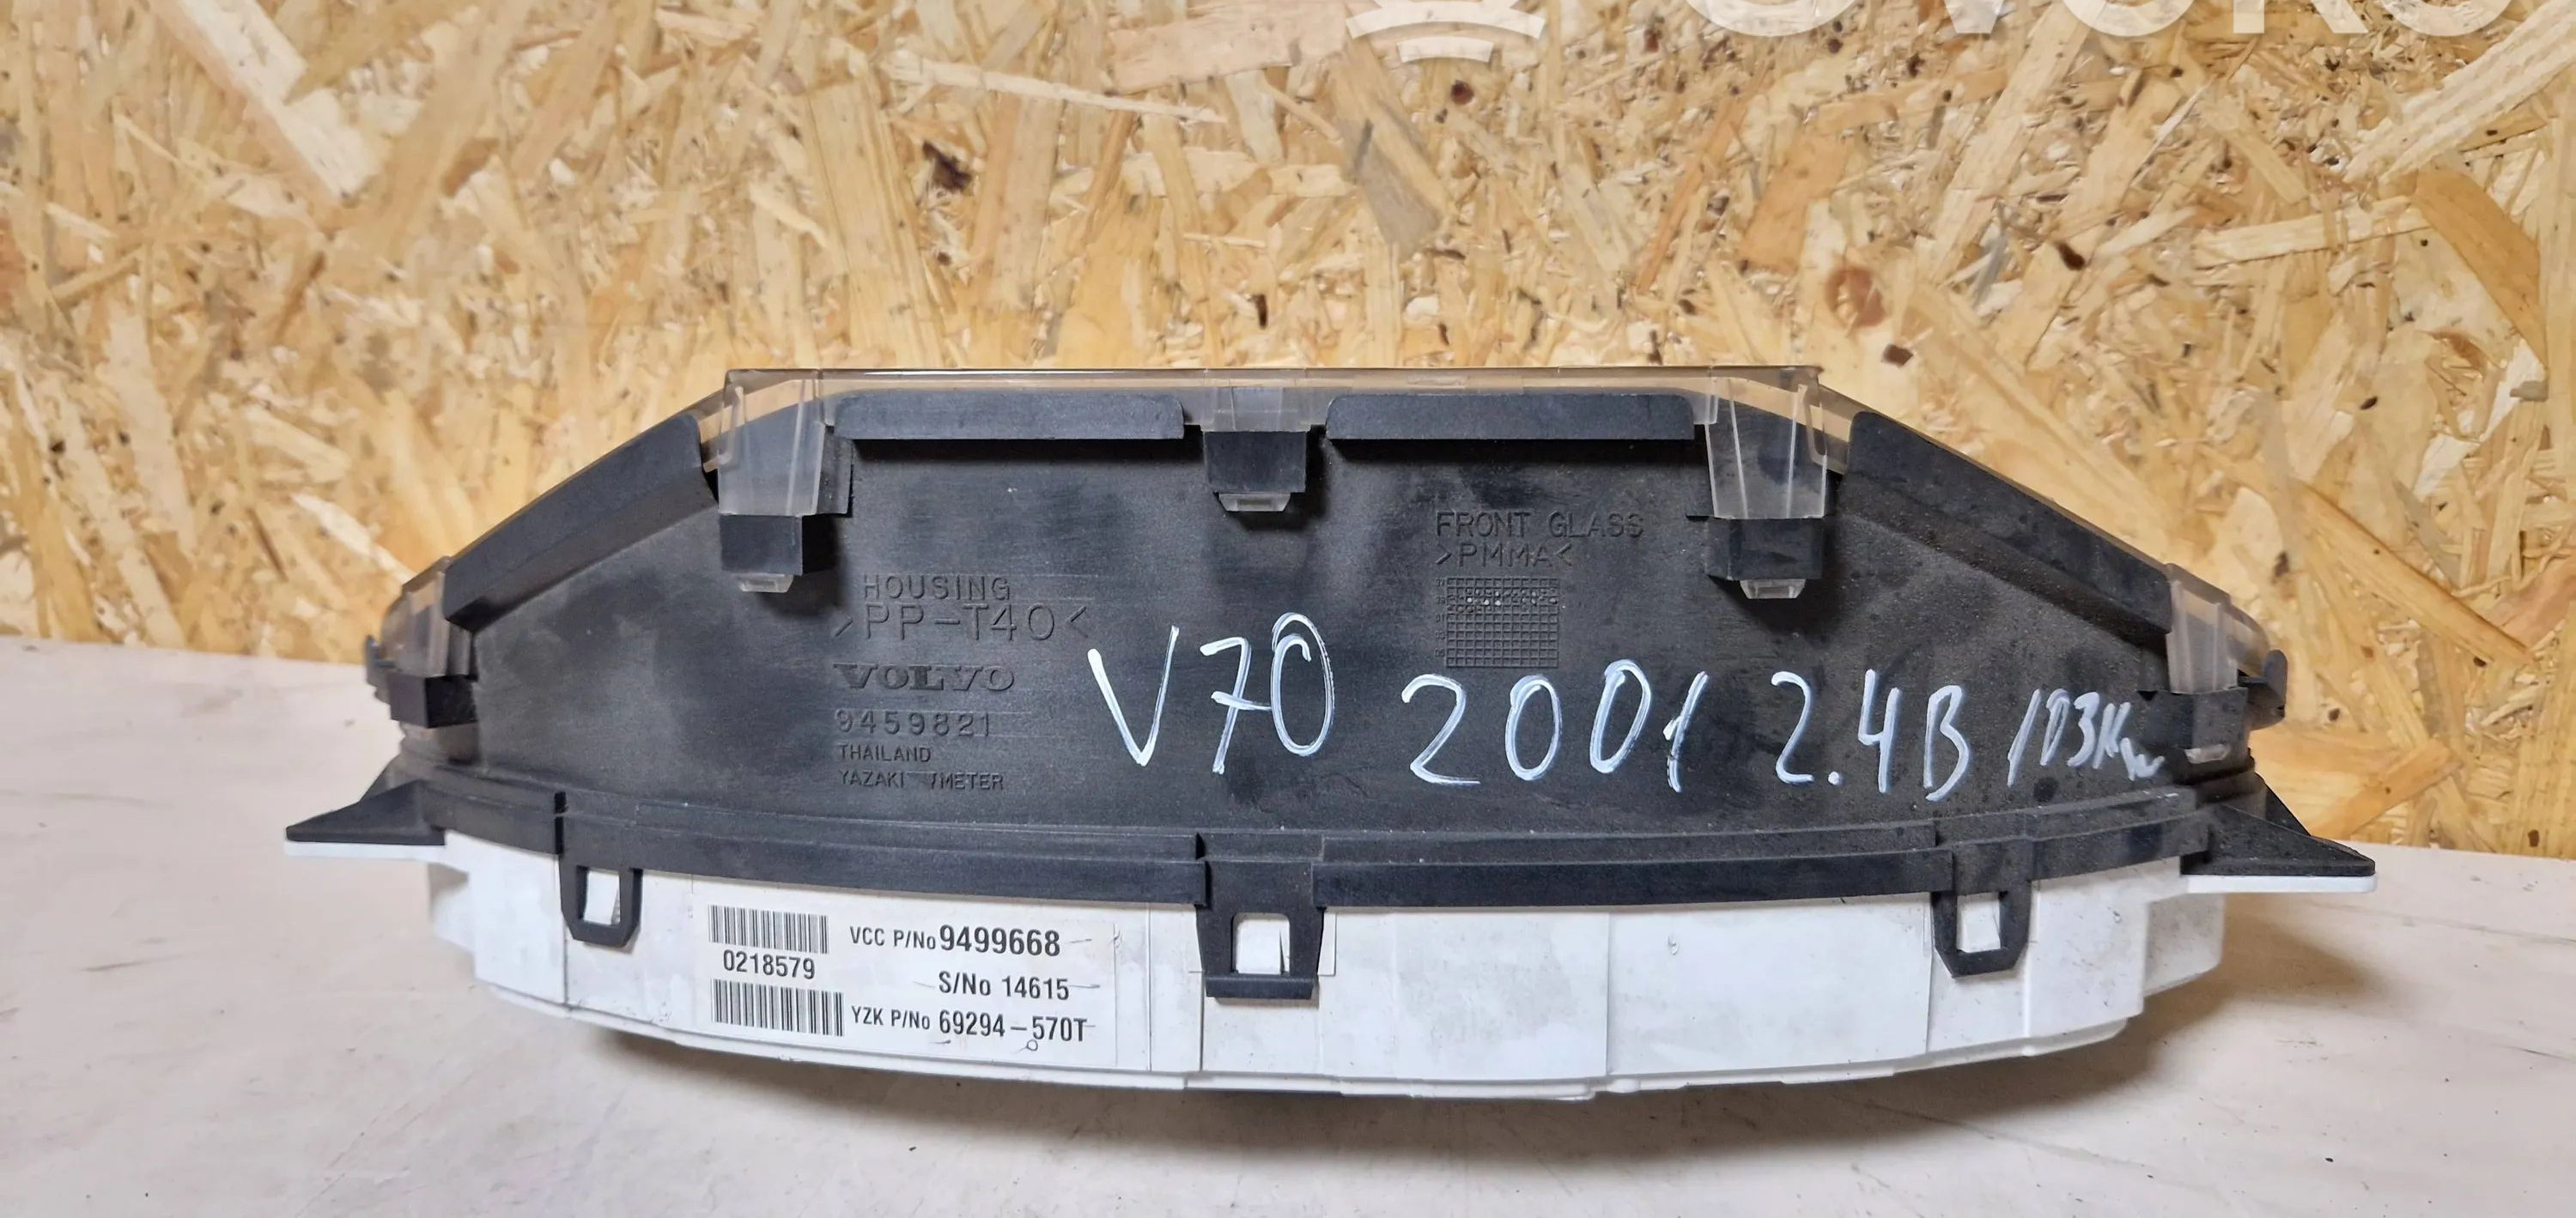 FRONT GLASS
>PMMA<
HOUSING
>PP-T40<
VOLVO
9459821
THAILAND
YAZAKI METER
V70 2001 2.4B 103Kw
VCC P/No 9499668
0218579
S/No 14615
YZK P/No 69294-570T